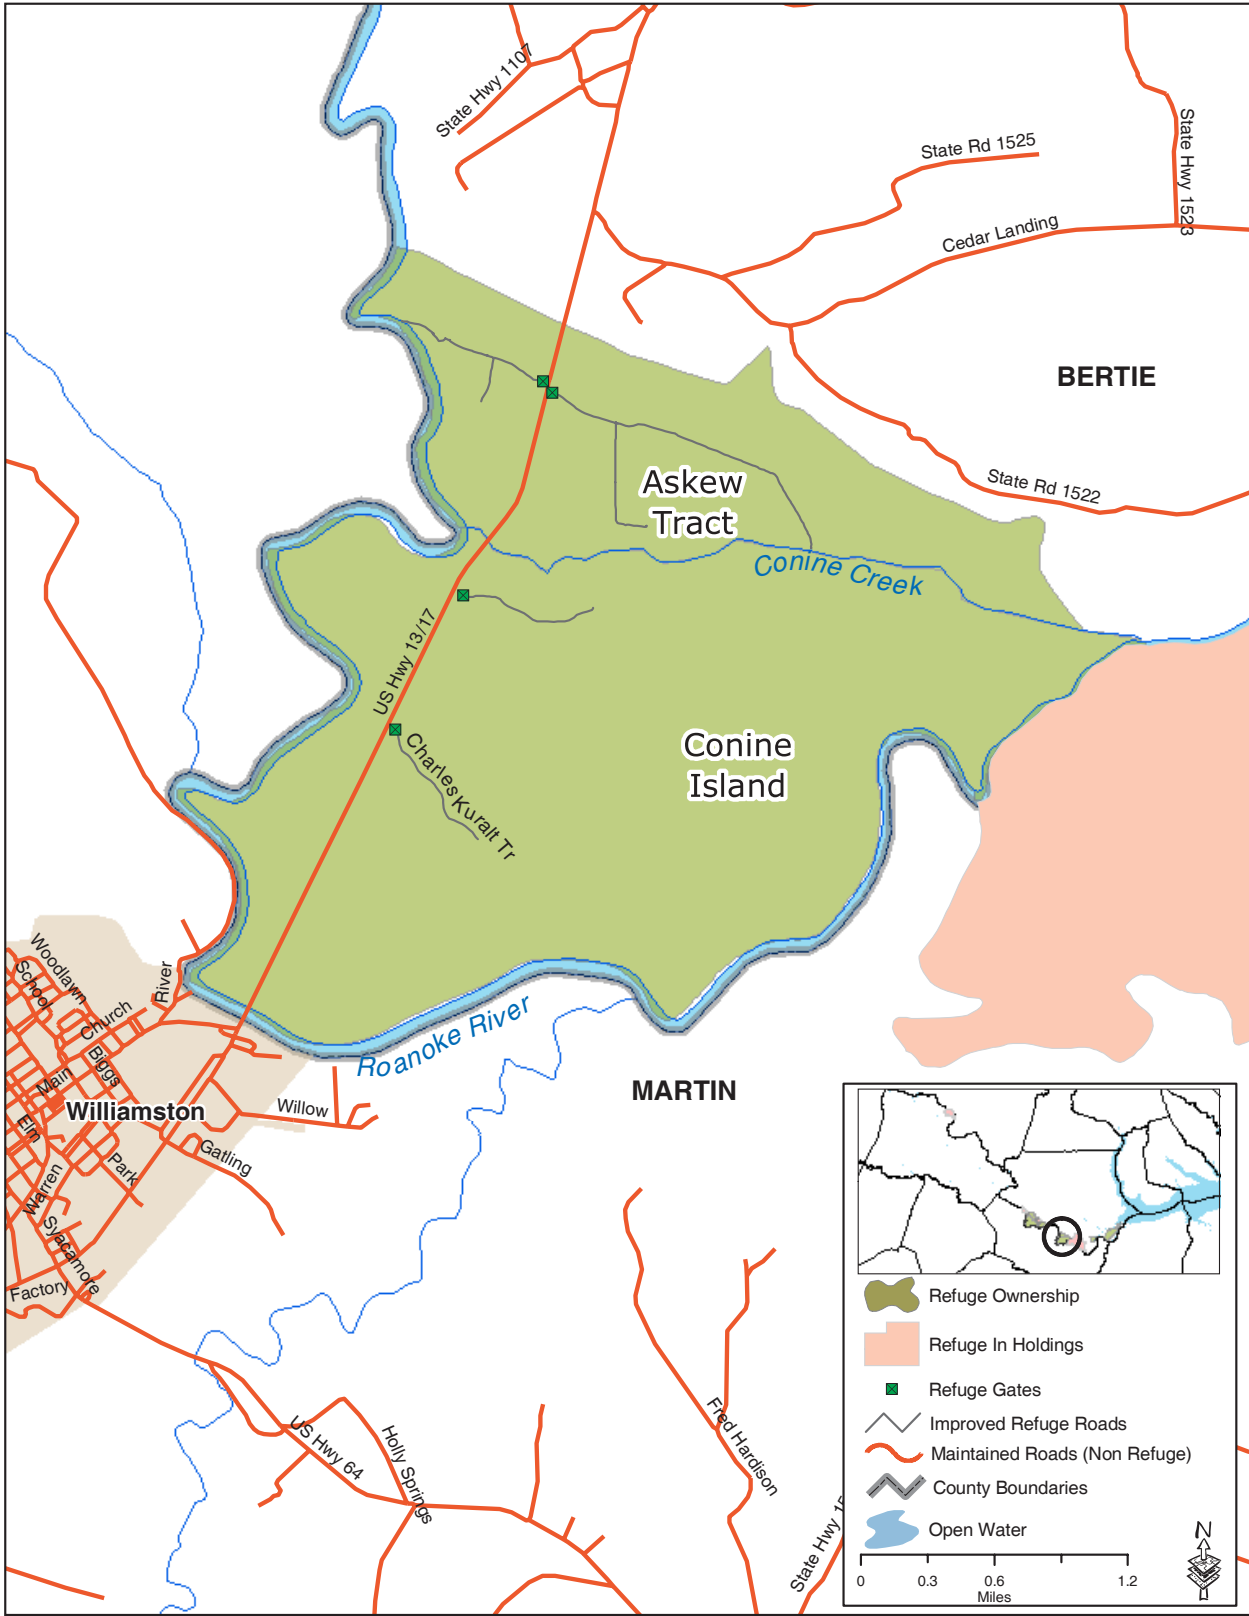 State Hwy 1107
State Rd 1525
State Hwy 1523
Cedar Landing
BERTIE
State Rd 1522
Askew
Tract
Conine Creek
US Hwy 13/17
Conine
Island
Charles Kuralt Tr
Woodlawn
School
River
Church
Roanoke River
Biggs
Main
MARTIN
Williamston
Willow
Elm
Gatling
Park
Warren
Syacamore
Factory
US Hwy 64
Holly Springs
Fred Hardison
State Hwy 15
Refuge Ownership
Refuge In Holdings
Refuge Gates
Improved Refuge Roads
Maintained Roads (Non Refuge)
County Boundaries
Open Water
N
0 0.3 0.6 1.2
Miles